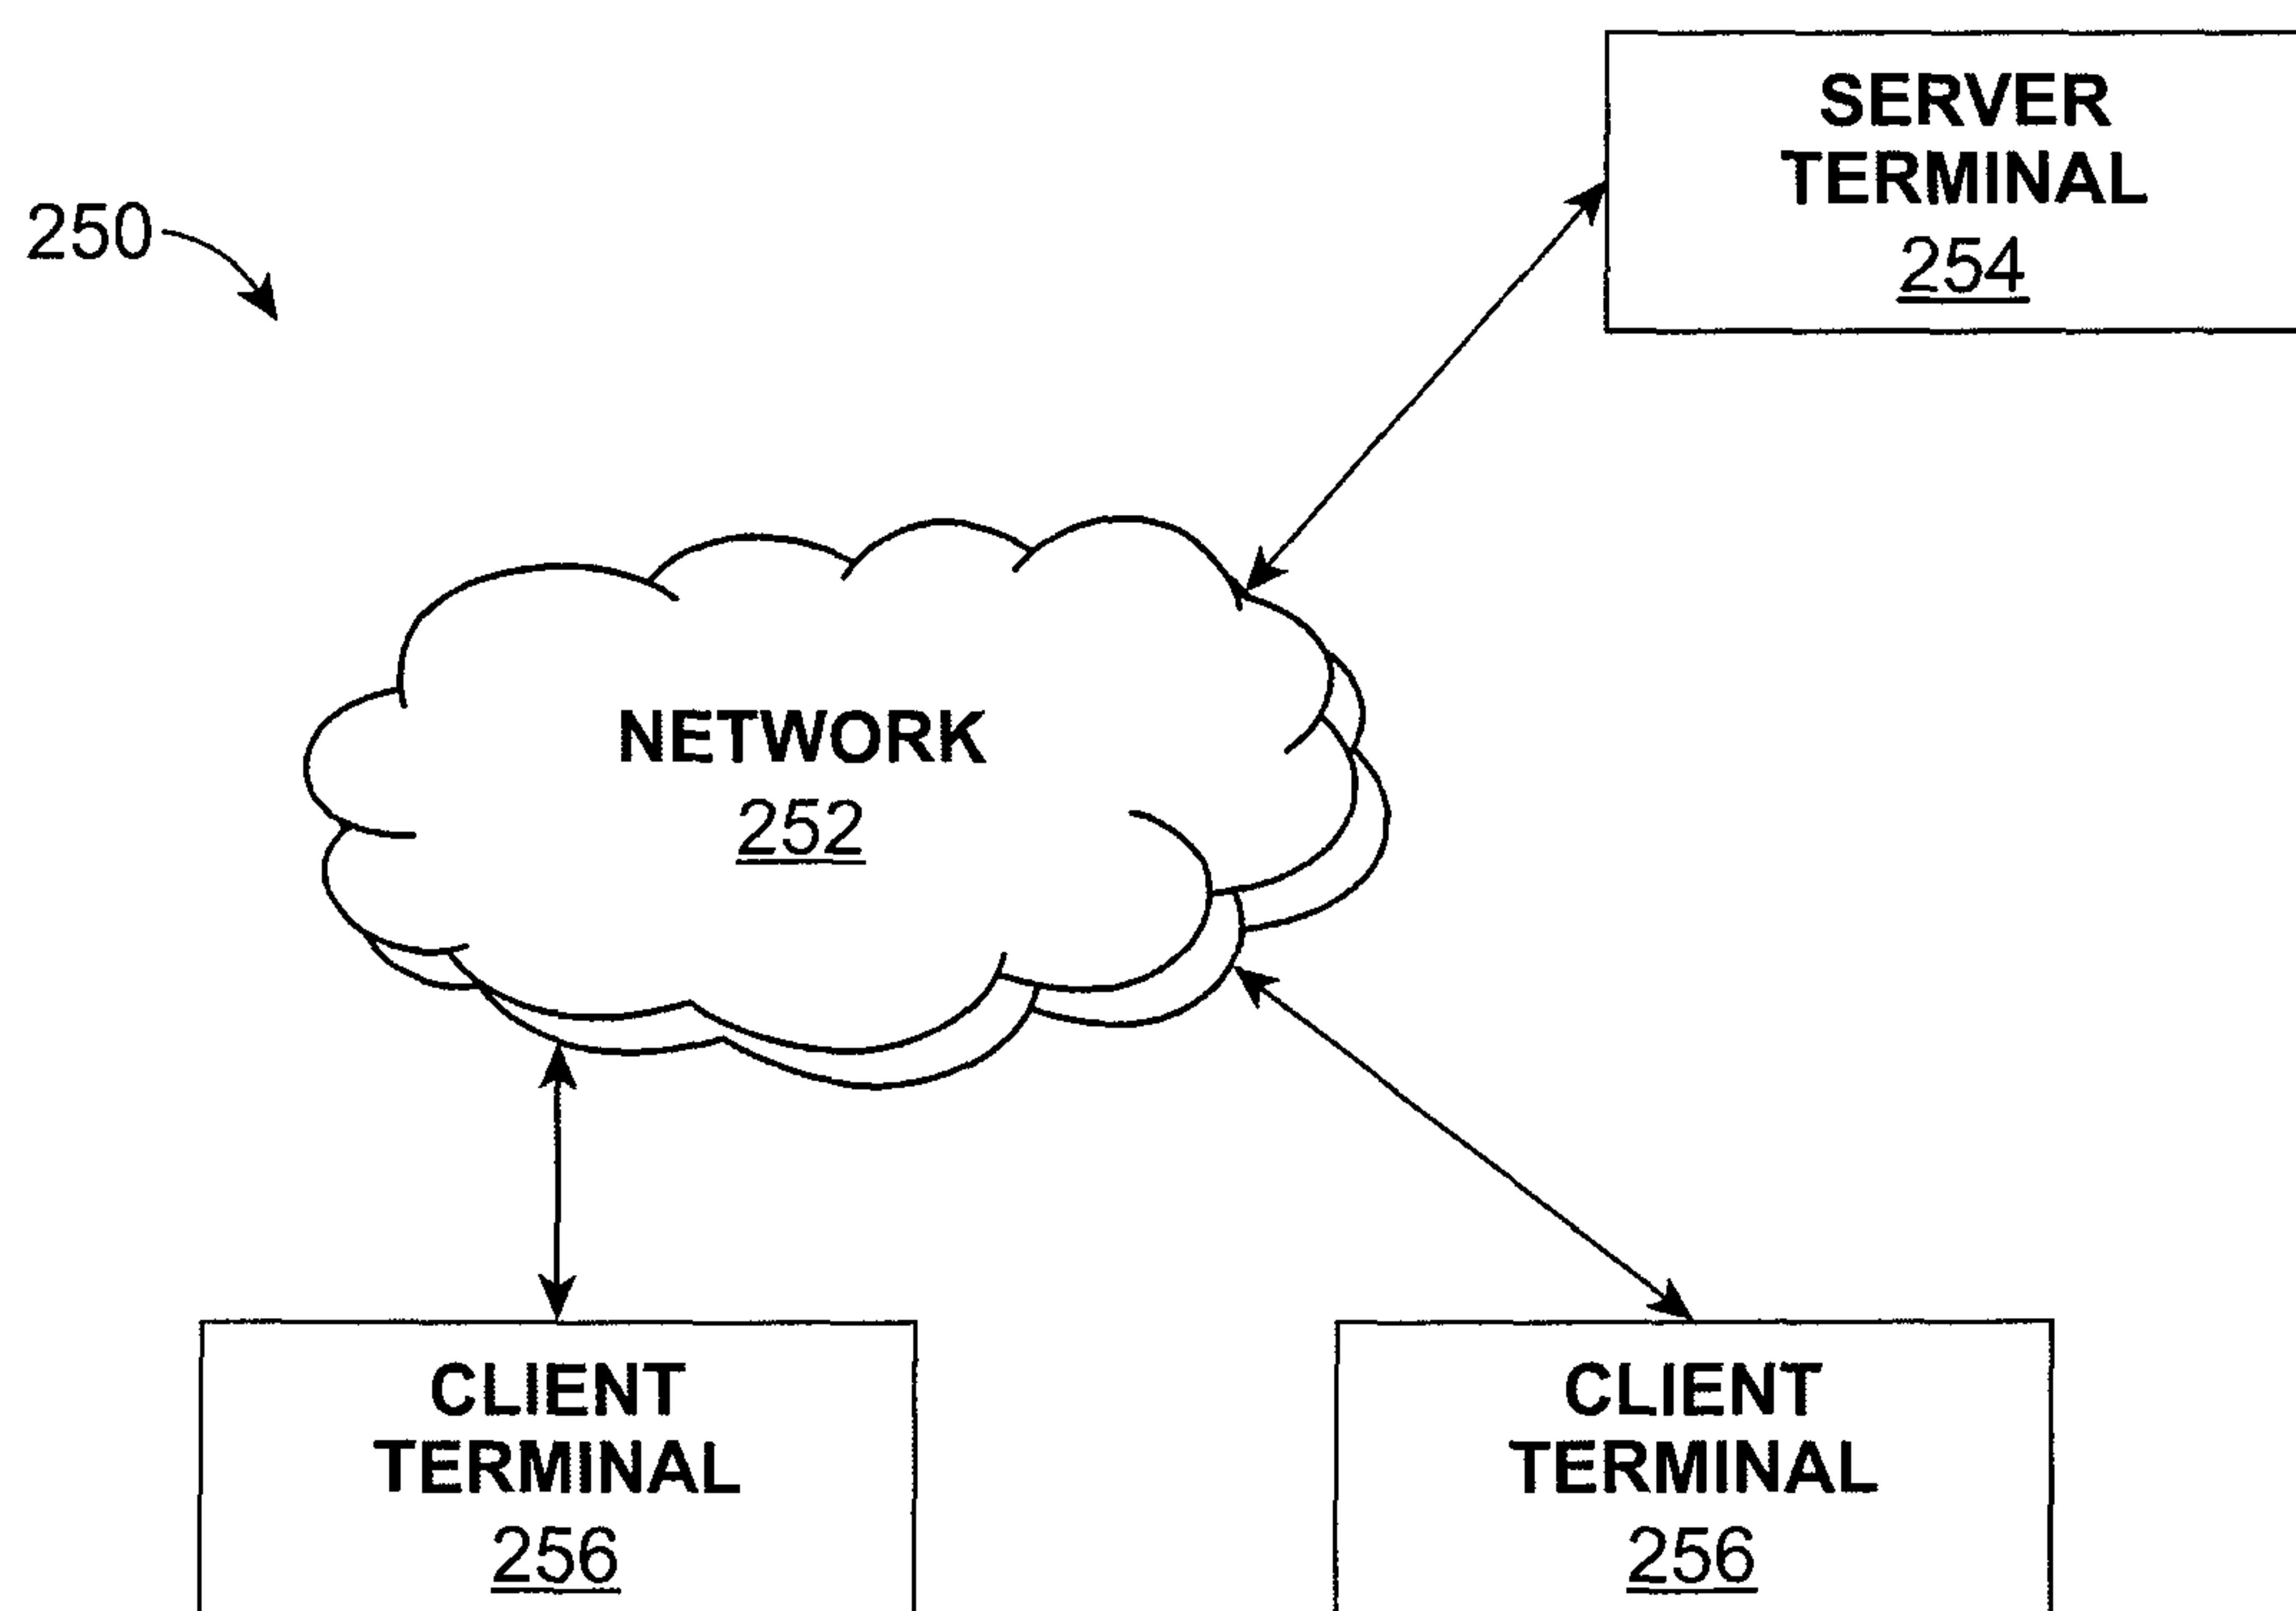 SERVER
TERMINAL
254
250
NETWORK
252
CLIENT
TERMINAL
256
CLIENT
TERMINAL
256